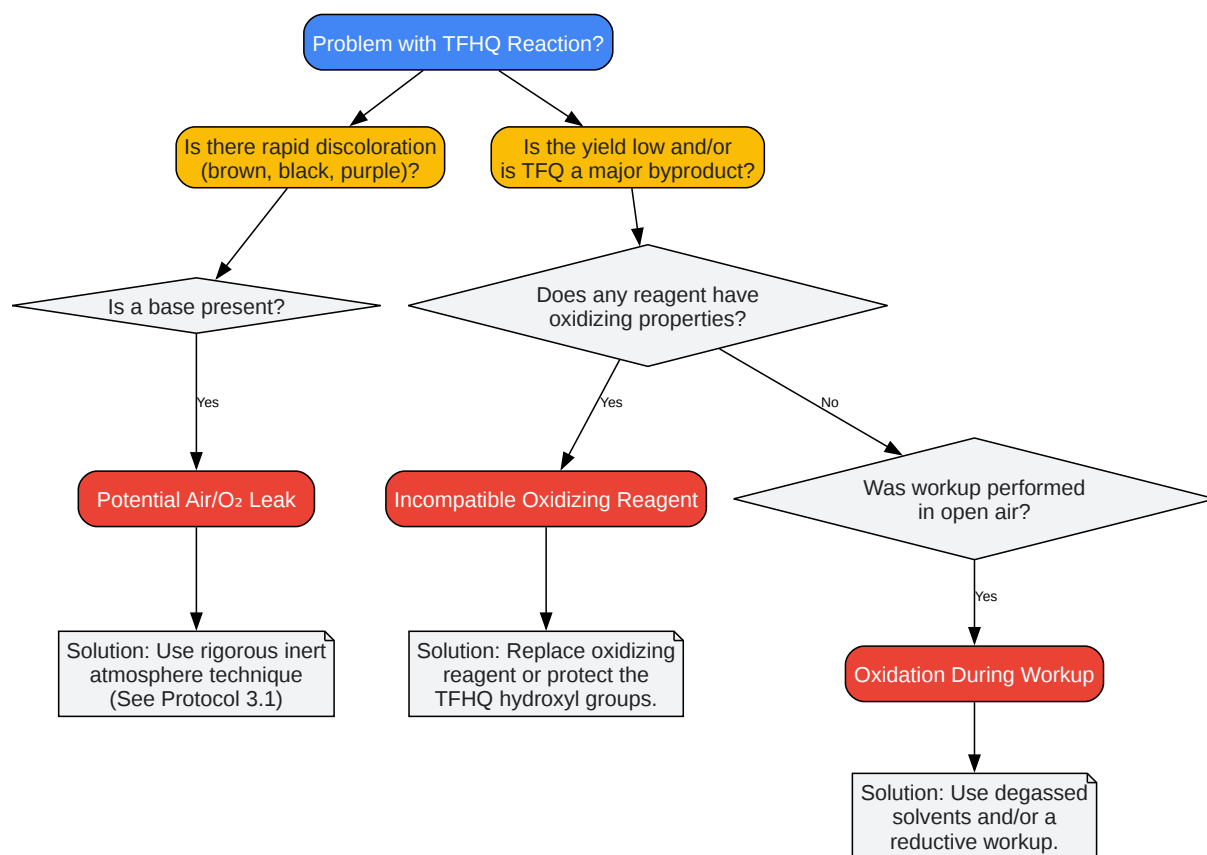 Problem with TFHQ Reaction?
Is there rapid discoloration
(brown, black, purple)?
Is the yield low and/or
is TFQ a major byproduct?
Is a base present?
Does any reagent have
oxidizing properties?
Yes
Yes
No
Potential Air/O₂ Leak
Incompatible Oxidizing Reagent
Was workup performed
in open air?
Yes
Solution: Use rigorous inert
atmosphere technique
(See Protocol 3.1)
Solution: Replace oxidizing
reagent or protect the
TFHQ hydroxyl groups.
Oxidation During Workup
Solution: Use degassed
solvents and/or a
reductive workup.